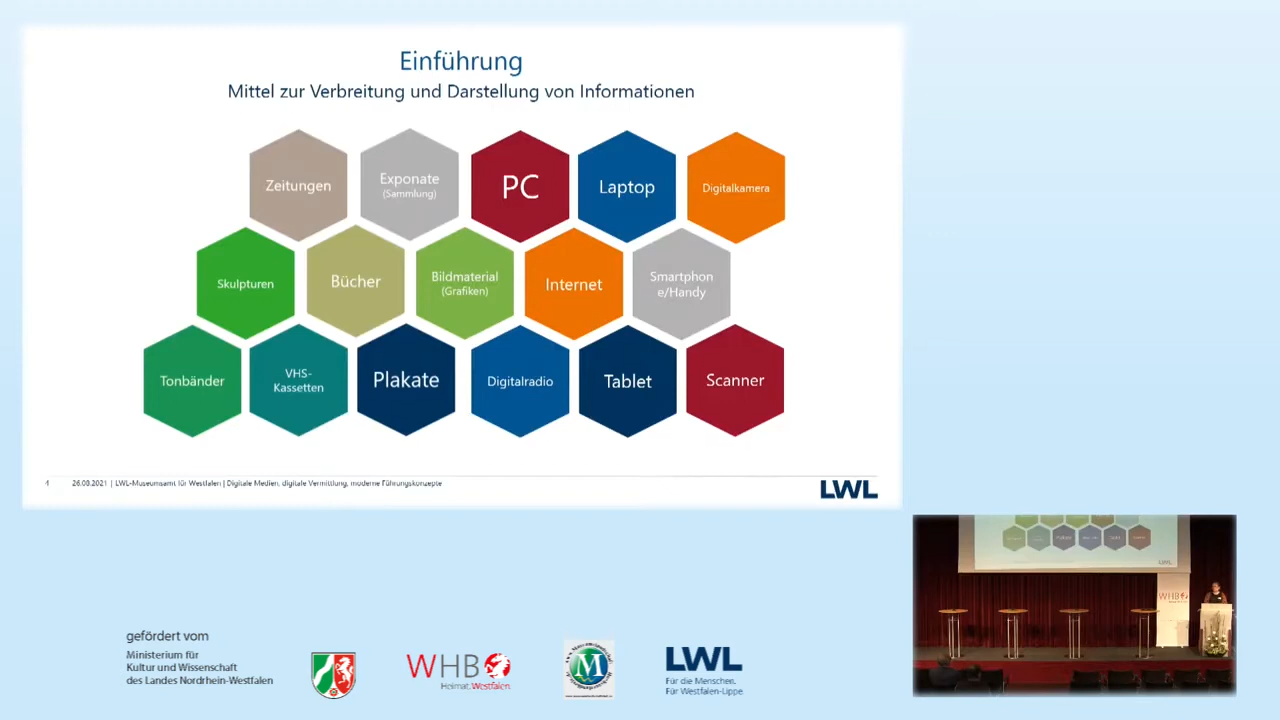 Einführung
Mittel zur Verbreitung und Darstellung von Informationen
Zeitungen
Exponate
(Sammlung)
PC
Laptop
Digitalkamera
Skulpturen
Bücher
Bildmaterial
(Grafiken)
Internet
Smartphon
e/Handy
Tonbänder
VHS-
Kassetten
Plakate
Digitalradio
Tablet
Scanner
4 26.08.2021 | LWL-Museumsamt für Westfalen | Digitale Medien, digitale Vermittlung, moderne Führungskonzepte
LWL
LWL
WHB
gefördert vom
Ministerium für
Kultur und Wissenschaft
des Landes Nordrhein-Westfalen
WHB
Heimat. Westfalen.
M
LWL
Für die Menschen.
Für Westfalen-Lippe.